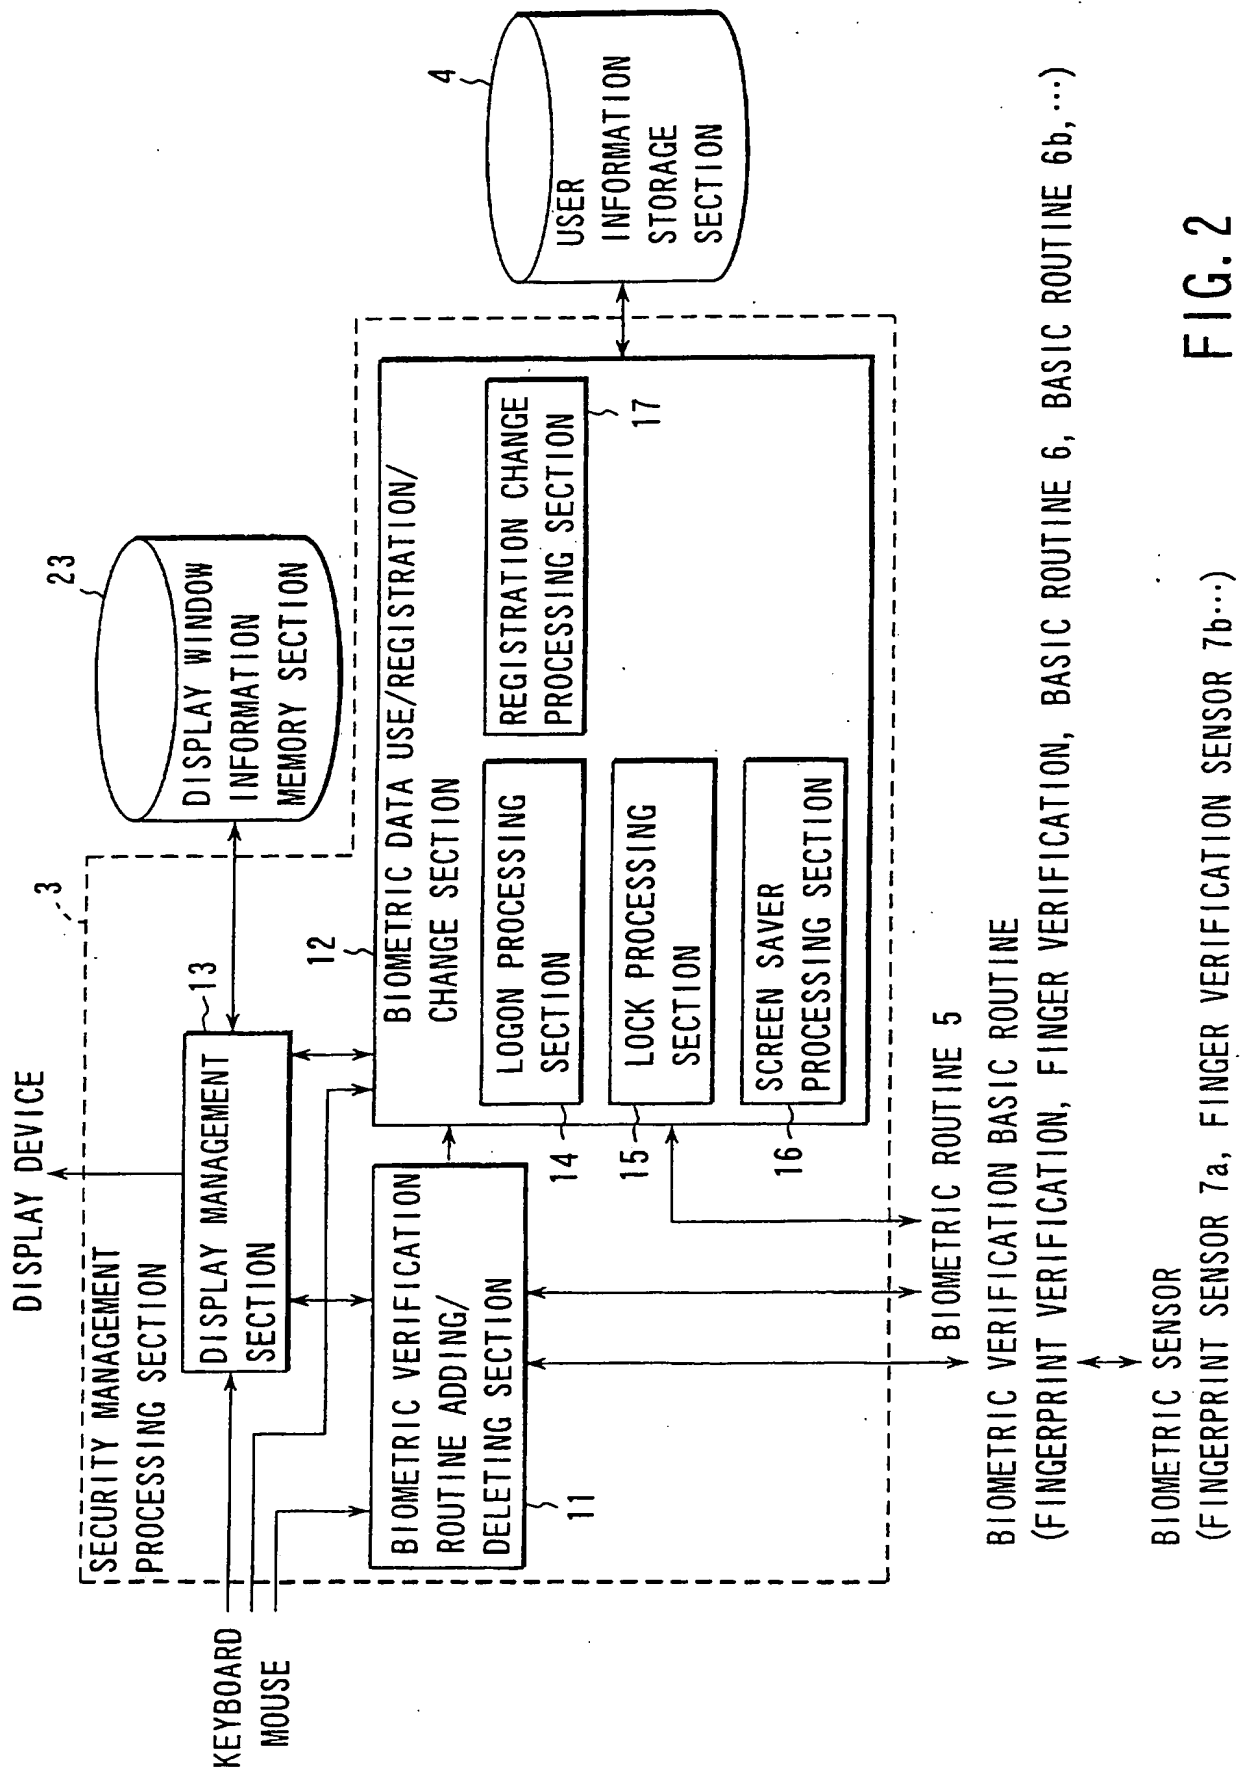 DISPLAY DEVICE
SECURITY MANAGEMENT
PROCESSING SECTION
3
KEYBOARD
MOUSE
13
DISPLAY MANAGEMENT
SECTION
23
DISPLAY WINDOW
INFORMATION
MEMORY SECTION
12
BIOMETRIC DATA USE/REGISTRATION/
CHANGE SECTION
BIOMETRIC VERIFICATION
ROUTINE ADDING/
DELETING SECTION
11
LOGON PROCESSING
SECTION
14
LOCK PROCESSING
SECTION
15
SCREEN SAVER
PROCESSING SECTION
16
REGISTRATION CHANGE
PROCESSING SECTION
17
4
USER
INFORMATION
STORAGE
SECTION
BIOMETRIC ROUTINE 5
BIOMETRIC VERIFICATION BASIC ROUTINE
(FINGERPRINT VERIFICATION, FINGER VERIFICATION, BASIC ROUTINE 6, BASIC ROUTINE 6b, ···)
BIOMETRIC SENSOR
(FINGERPRINT SENSOR 7a, FINGER VERIFICATION SENSOR 7b···)
FIG. 2